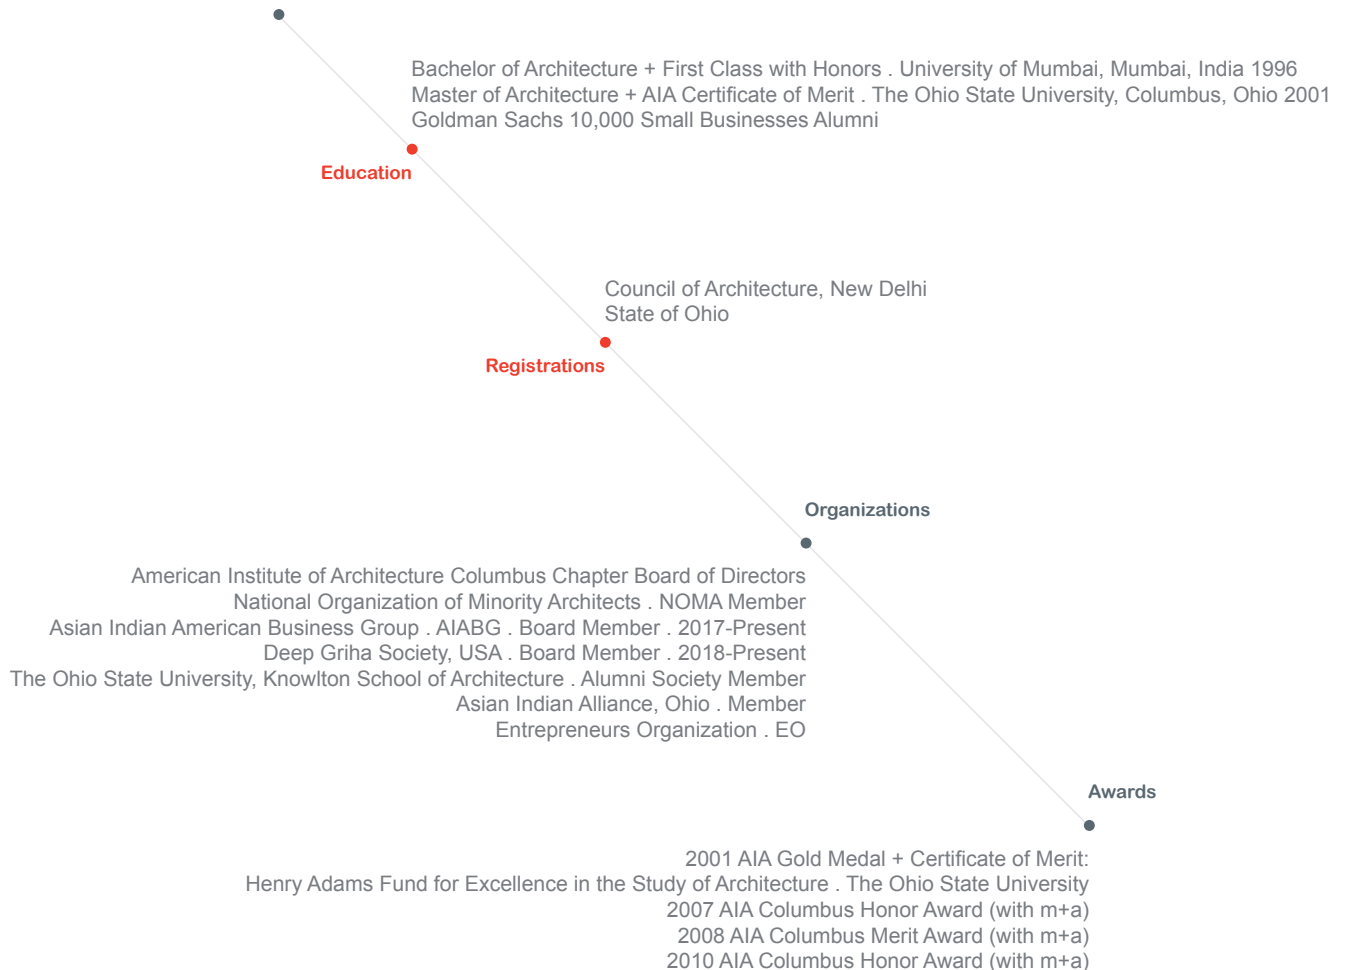 Bachelor of Architecture + First Class with Honors . University of Mumbai, Mumbai, India 1996
Master of Architecture + AIA Certificate of Merit . The Ohio State University, Columbus, Ohio 2001
Goldman Sachs 10,000 Small Businesses Alumni
Education
Council of Architecture, New Delhi
State of Ohio
Registrations
Organizations
American Institute of Architecture Columbus Chapter Board of Directors
National Organization of Minority Architects . NOMA Member
Asian Indian American Business Group . AIABG . Board Member . 2017-Present
Deep Griha Society, USA . Board Member . 2018-Present
The Ohio State University, Knowlton School of Architecture . Alumni Society Member
Asian Indian Alliance, Ohio . Member
Entrepreneurs Organization . EO
Awards
2001 AIA Gold Medal + Certificate of Merit:
Henry Adams Fund for Excellence in the Study of Architecture . The Ohio State University
2007 AIA Columbus Honor Award (with m+a)
2008 AIA Columbus Merit Award (with m+a)
2010 AIA Columbus Honor Award (with m+a)